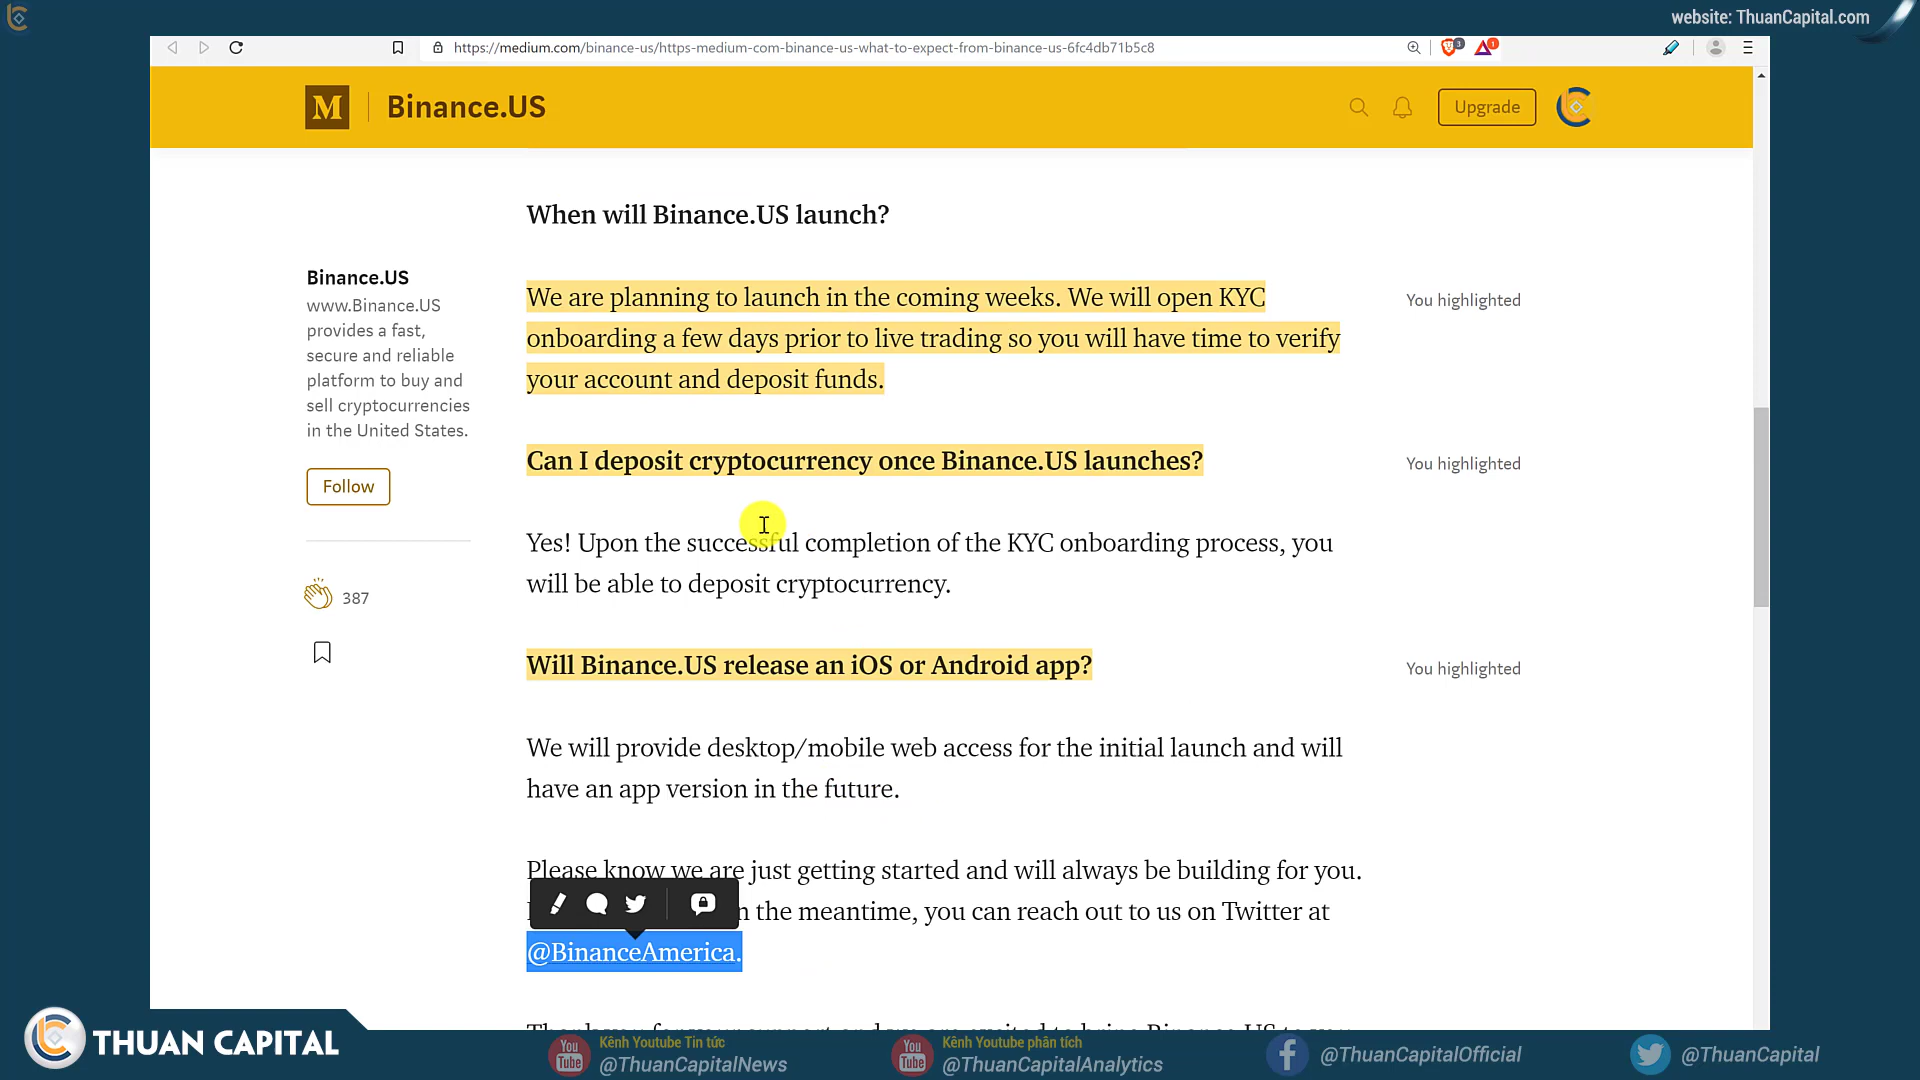 website: ThuanCapital.com
https://medium.com/binance-us/https-medium-com-binance-us-what-to-expect-from-binance-us-6fc4db71b5c8
3
1
M
Binance.US
Upgrade
When will Binance.US launch?
Binance.US
www.Binance.US
provides a fast,
secure and reliable
platform to buy and
sell cryptocurrencies
in the United States.
Follow
387
We are planning to launch in the coming weeks. We will open KYC
onboarding a few days prior to live trading so you will have time to verify
your account and deposit funds.
You highlighted
Can I deposit cryptocurrency once Binance.US launches?
You highlighted
Yes! Upon the successful completion of the KYC onboarding process, you
will be able to deposit cryptocurrency.
Will Binance.US release an iOS or Android app?
You highlighted
We will provide desktop/mobile web access for the initial launch and will
have an app version in the future.
Please know we are just getting started and will always be building for you.
the meantime, you can reach out to us on Twitter at
@BinanceAmerica.
THUAN CAPITAL
You Tube
Kênh Youtube Tin tức
@ThuanCapitalNews
You Tube
Kênh Youtube phân tích
@ThuanCapitalAnalytics
@ThuanCapitalOfficial
@ThuanCapital